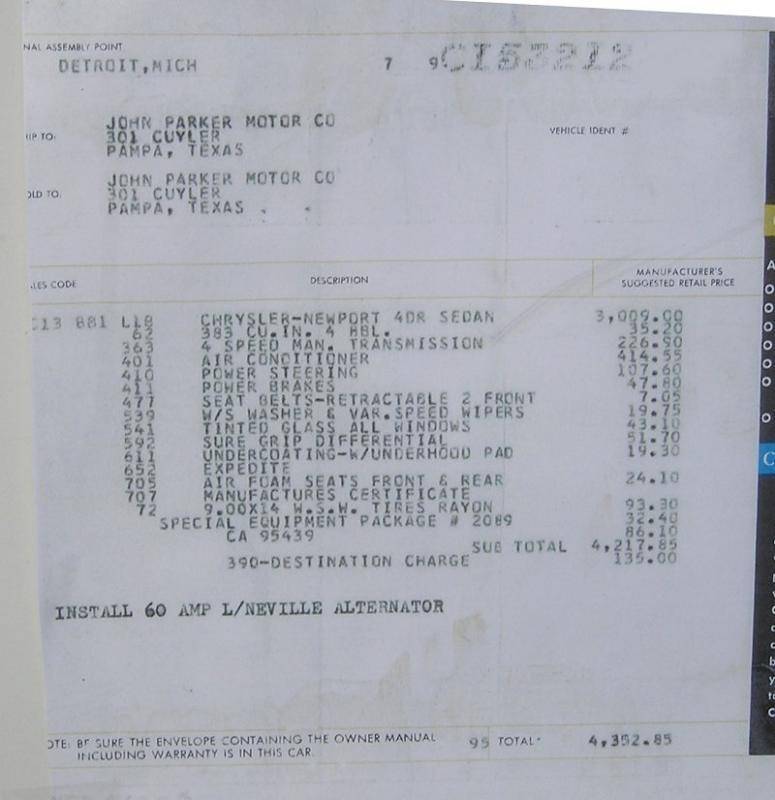 NAL ASSEMBLY POINT
DETROIT,MICH 7 9 CI53212
IP TO:
JOHN PARKER MOTOR CO
301 CUYLER
PAMPA, TEXAS
VEHICLE IDENT #
OLD TO:
JOHN PARKER MOTOR CO
301 CUYLER
PAMPA, TEXAS
LES CODE DESCRIPTION MANUFACTURER'S SUGGESTED RETAIL PRICE
C13 881 L18 CHRYSLER-NEWPORT 4DR SEDAN 3,009.00
62 383 CU.IN. 4 BBL. 35.20
363 4 SPEED MAN. TRANSMISSION 226.90
401 AIR CONDITIONER 414.55
410 POWER STEERING 107.60
411 POWER BRAKES 47.80
477 SEAT BELTS-RETRACTABLE 2 FRONT 7.05
539 W/S WASHER & VAR.SPEED WIPERS 19.75
541 TINTED GLASS ALL WINDOWS 43.10
592 SURE GRIP DIFFERENTIAL 51.70
611 UNDERCOATING-W/UNDERHOOD PAD 19.30
652 EXPEDITE
705 AIR FOAM SEATS FRONT & REAR 24.10
707 MANUFACTURES CERTIFICATE
72 9.00X14 W.S.W. TIRES RAYON 93.30
SPECIAL EQUIPMENT PACKAGE # 2089 32.40
CA 95439 86.10
SUB TOTAL 4,217.85
390-DESTINATION CHARGE 135.00
INSTALL 60 AMP L/NEVILLE ALTERNATOR
OTE: BE SURE THE ENVELOPE CONTAINING THE OWNER MANUAL
INCLUDING WARRANTY IS IN THIS CAR.
95 TOTAL 4,352.85